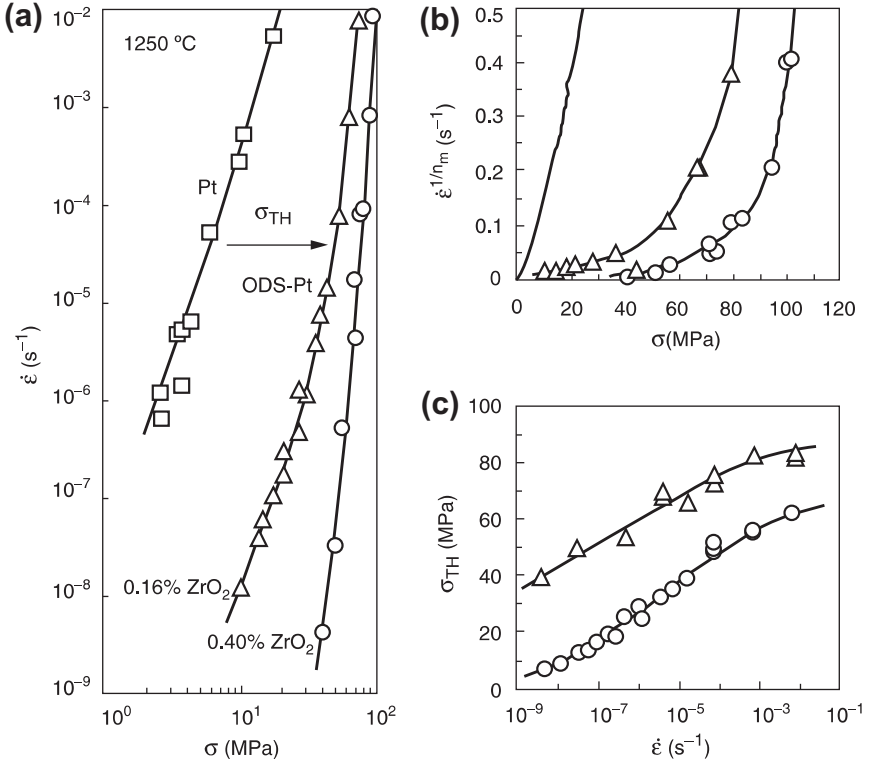 (a)
1250 ºC
Pt
σTH
ODS-Pt
0.16% ZrO2
0.40% ZrO2
10−2
10−3
10−4
10−5
10−6
10−7
10−8
10−9
ε̇ (s−1)
100 101 102
σ (MPa)
(b)
0.5
0.4
0.3
0.2
0.1
0
ε̇1/nm (s−1)
0 20 40 60 80 100 120
σ(MPa)
(c)
100
80
60
40
20
0
σTH (MPa)
10−9 10−7 10−5 10−3 10−1
ε̇ (s−1)